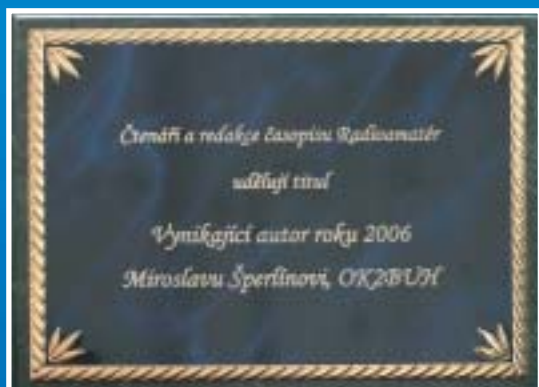 Čtenáři a redakce časopisu Radioamatér
udělují titul
Vynikající autor roku 2006
Miroslavu Šperlínovi, OK2BUH